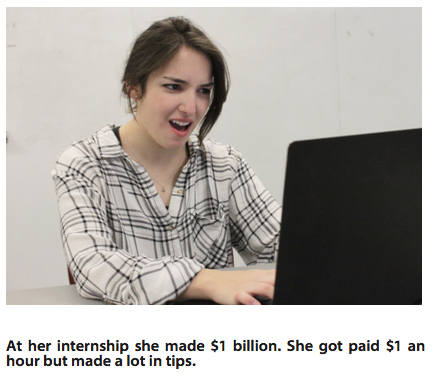 At her internship she made $1 billion. She got paid $1 an
hour but made a lot in tips.